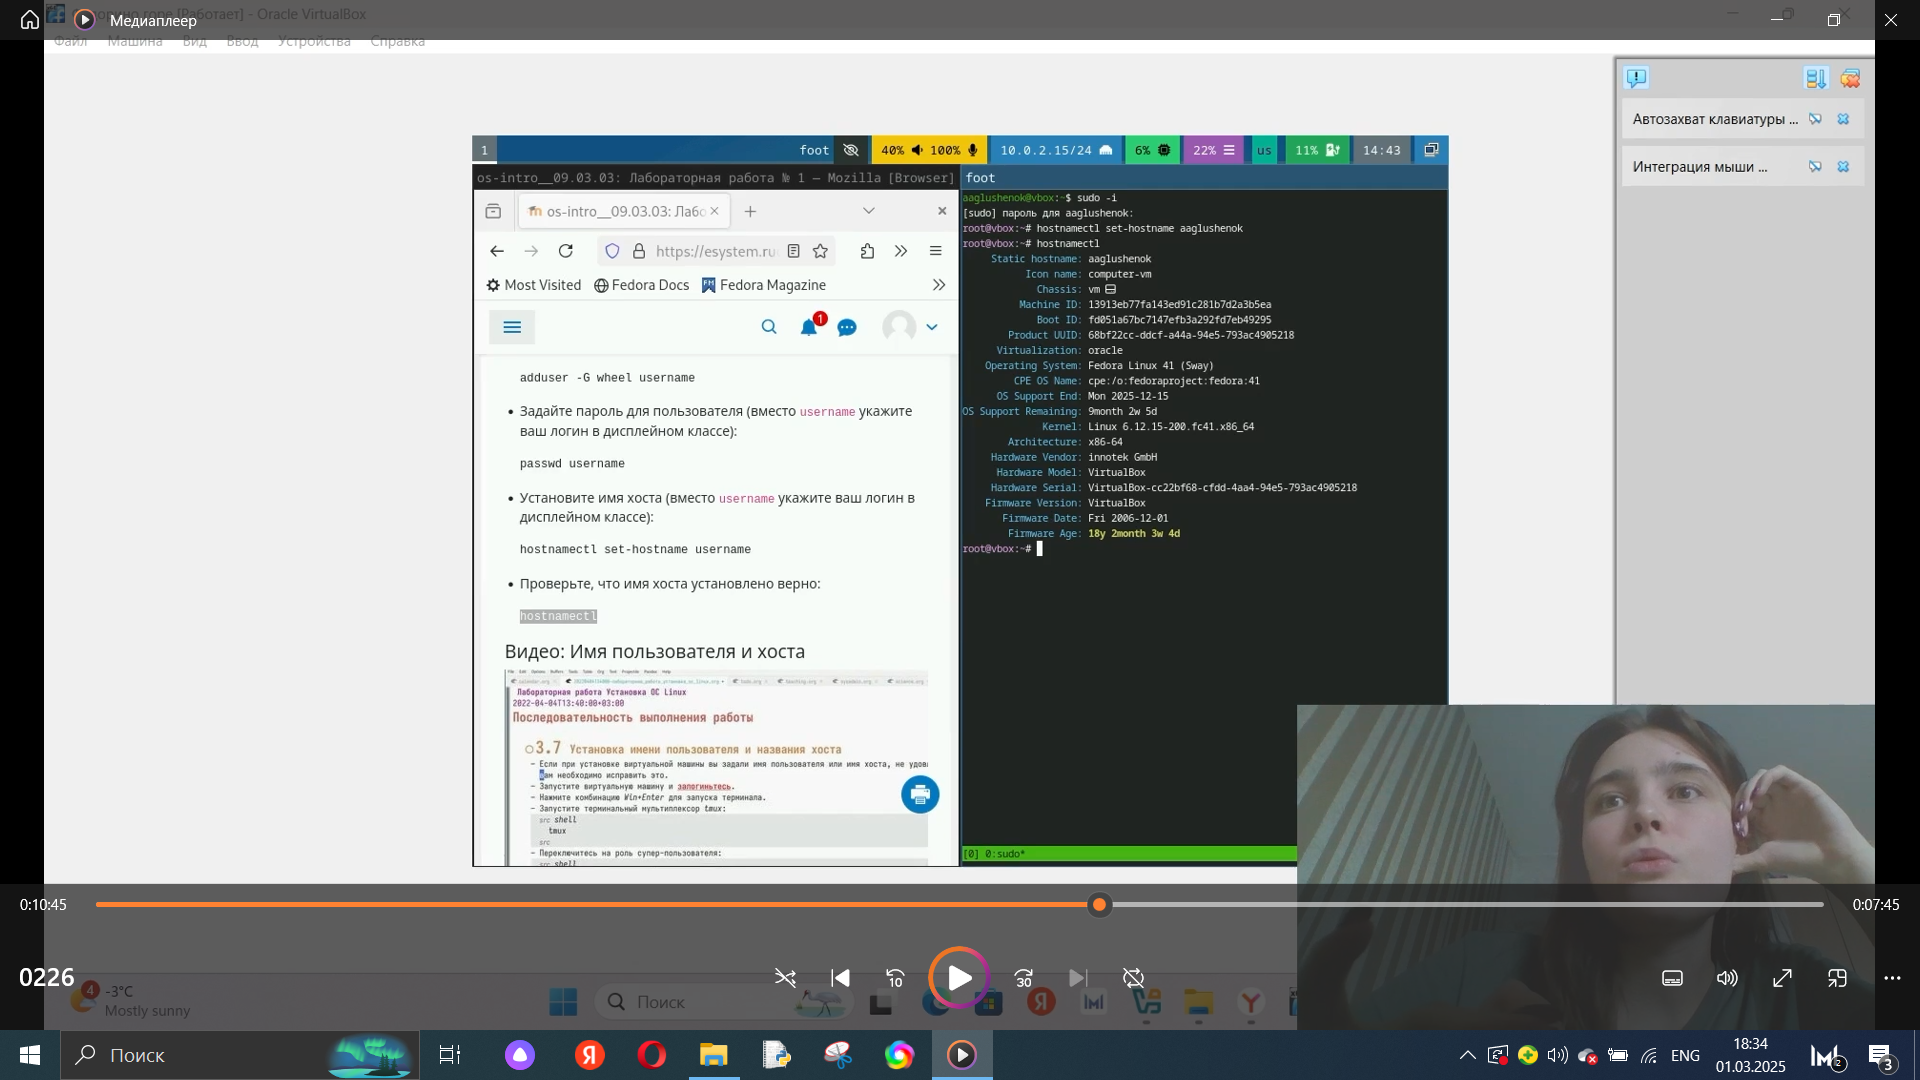 [Работает] - Oracle VirtualBox
Медиаплеер
Файл Машина Вид Ввод Устройства Справка
Автозахват клавиатуры ...
Интеграция мыши ...
1 foot 40% 100% 10.0.2.15/24 6% 22% us 11% 14:43
os-intro__09.03.03: Лабораторная работа № 1 — Mozilla [Browser]
os-intro__09.03.03: Лабо
https://esystem.ru
Most Visited Fedora Docs Fedora Magazine
1
adduser -G wheel username
• Задайте пароль для пользователя (вместо username укажите
ваш логин в дисплейном классе):
passwd username
• Установите имя хоста (вместо username укажите ваш логин в
дисплейном классе):
hostnamectl set-hostname username
• Проверьте, что имя хоста установлено верно:
hostnamectl
Видео: Имя пользователя и хоста
Лабораторная работа Установка ОС Linux
2022-04-04T13:40:00+03:00
Последовательность выполнения работы
3.7 Установка имени пользователя и названия хоста
– Если при установке виртуальной машины вы задали имя пользователя или имя хоста, не удов
вам необходимо исправить это.
– Запустите виртуальную машину и залогиньтесь.
– Нажмите комбинацию Win+Enter для запуска терминала.
– Запустите терминальный мультиплексор tmux:
src shell
tmux
src
– Переключитесь на роль супер-пользователя:
src shell
foot
aaglushenok@vbox:~$ sudo -i
[sudo] пароль для aaglushenok:
root@vbox:~# hostnamectl set-hostname aaglushenok
root@vbox:~# hostnamectl
Static hostname: aaglushenok
Icon name: computer-vm
Chassis: vm
Machine ID: 13913eb77fa143ed91c281b7d2a3b5ea
Boot ID: fd051a67bc7147efb3a292fd7eb49295
Product UUID: 68bf22cc-ddcf-a44a-94e5-793ac4905218
Virtualization: oracle
Operating System: Fedora Linux 41 (Sway)
CPE OS Name: cpe:/o:fedoraproject:fedora:41
OS Support End: Mon 2025-12-15
OS Support Remaining: 9month 2w 5d
Kernel: Linux 6.12.15-200.fc41.x86_64
Architecture: x86-64
Hardware Vendor: innotek GmbH
Hardware Model: VirtualBox
Hardware Serial: VirtualBox-cc22bf68-cfdd-4aa4-94e5-793ac4905218
Firmware Version: VirtualBox
Firmware Date: Fri 2006-12-01
Firmware Age: 18y 2month 3w 4d
root@vbox:~#
[0] 0:sudo*
0:10:45 0:07:45
0226
10 30
4 -3°C
Mostly sunny
Поиск
Поиск
ENG
18:34
01.03.2025
2
3